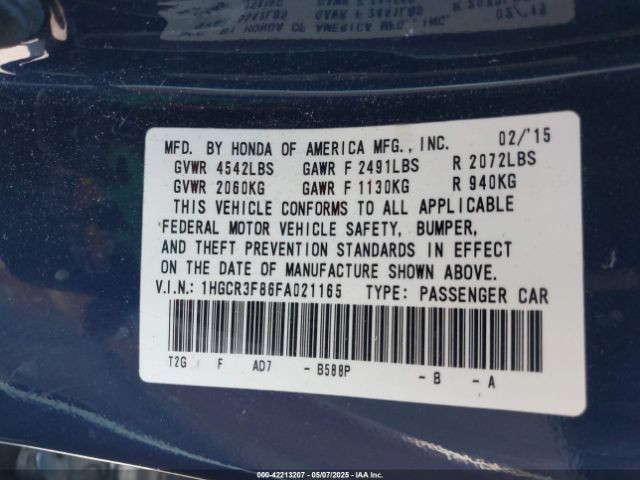 MFD. BY HONDA OF AMERICA MFG., INC. 02/'15
GVWR 4542LBS GAWR F 2491LBS R 2072LBS
GVWR 2060KG GAWR F 1130KG R 940KG
THIS VEHICLE CONFORMS TO ALL APPLICABLE
FEDERAL MOTOR VEHICLE SAFETY, BUMPER,
AND THEFT PREVENTION STANDARDS IN EFFECT
ON THE DATE OF MANUFACTURE SHOWN ABOVE.
V.I.N.: 1HGCR3F86FA021165 TYPE: PASSENGER CAR
T2G F AD7 - B588P - B - A
000-42213207 - 05/07/2025 - IAA Inc.